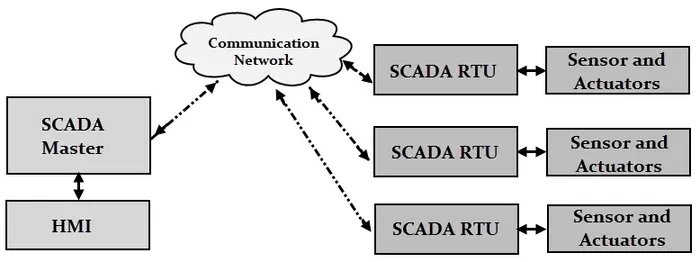 Communication
Network
SCADA RTU
Sensor and
Actuators
SCADA
Master
SCADA RTU
Sensor and
Actuators
HMI
SCADA RTU
Sensor and
Actuators